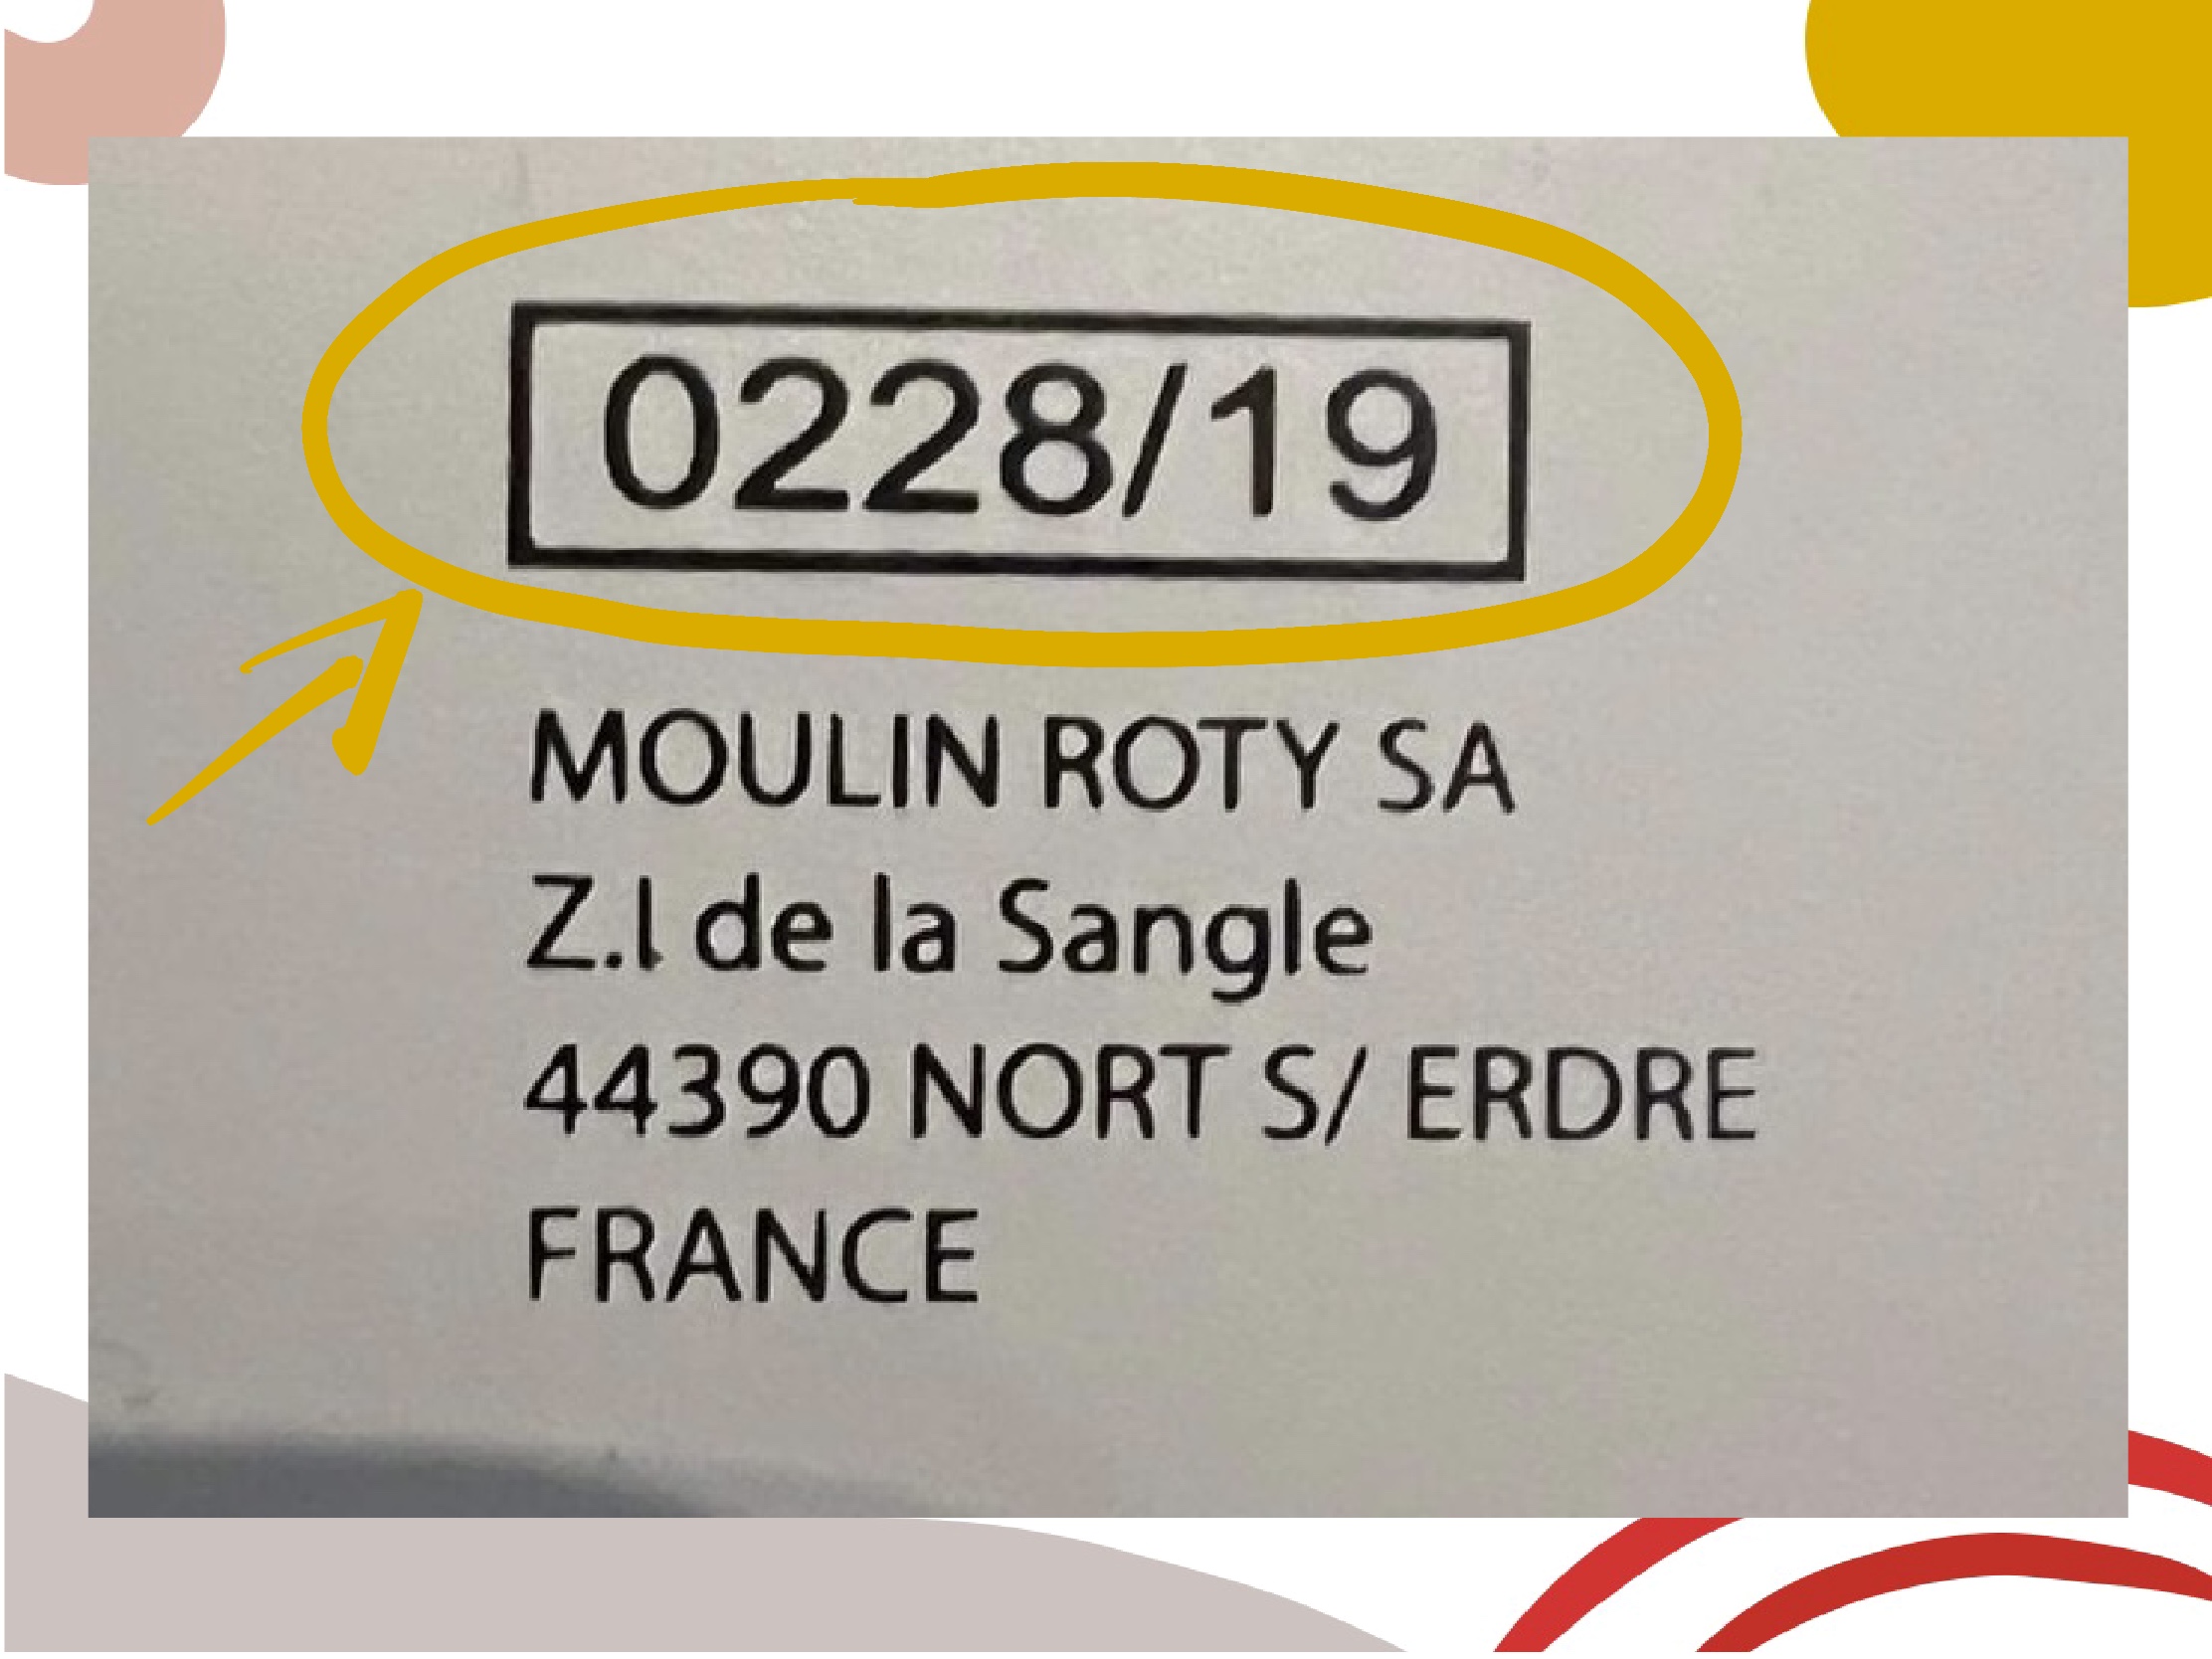 0228/19
MOULIN ROTY SA
Z.I de la Sangle
44390 NORT S/ ERDRE
FRANCE